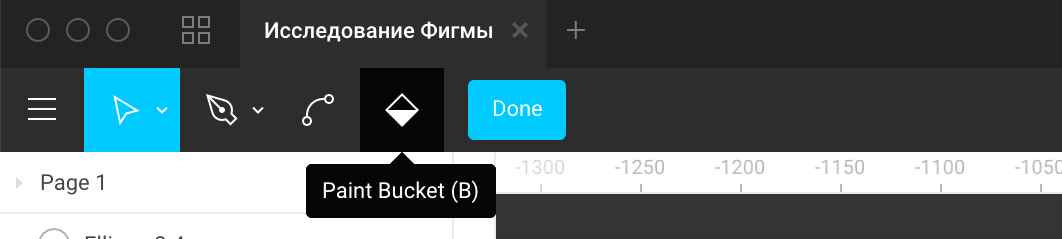 Исследование Фигмы
Done
-1300 -1250 -1200 -1150 -1100 -1050
Page 1
Paint Bucket (B)